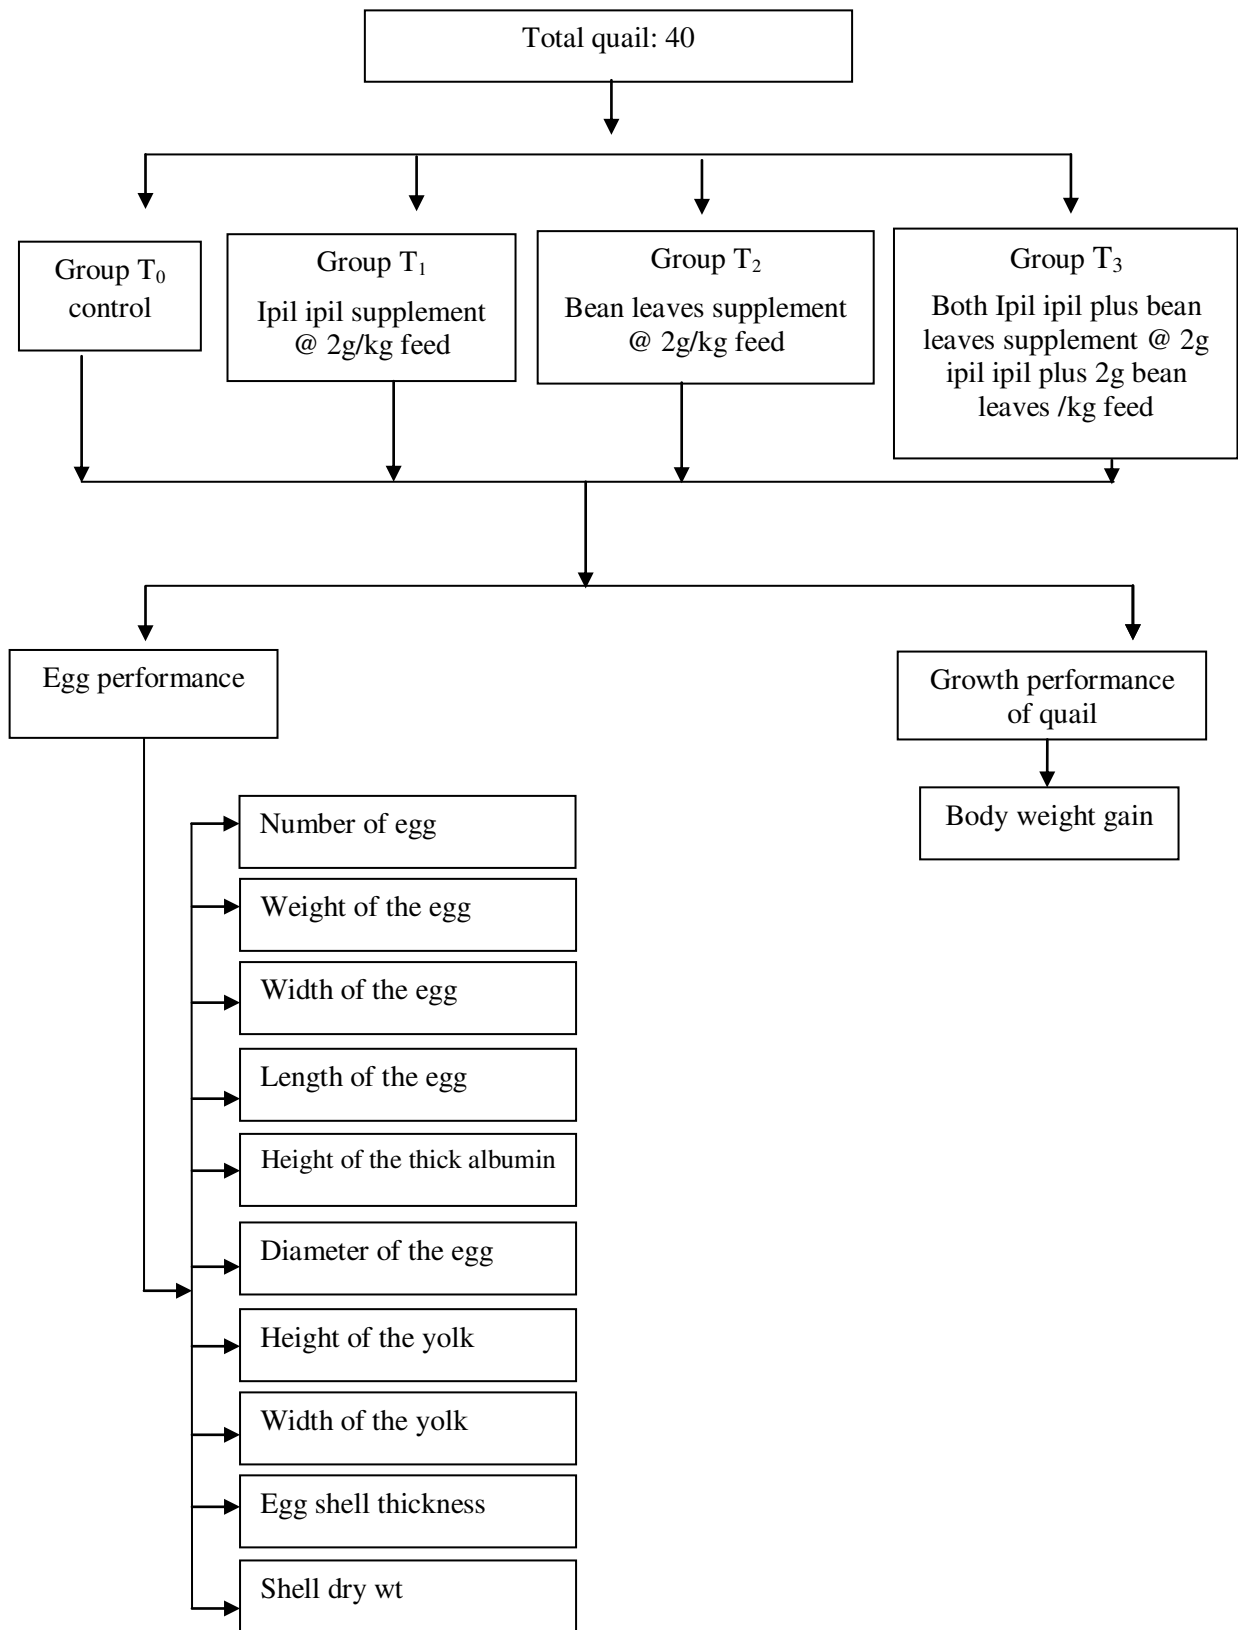 Total quail: 40
Group T₀
control
Group T₁
Ipil ipil supplement
@ 2g/kg feed
Group T₂
Bean leaves supplement
@ 2g/kg feed
Group T₃
Both Ipil ipil plus bean
leaves supplement @ 2g
ipil ipil plus 2g bean
leaves /kg feed
Egg performance
Growth performance
of quail
Body weight gain
Number of egg
Weight of the egg
Width of the egg
Length of the egg
Height of the thick albumin
Diameter of the egg
Height of the yolk
Width of the yolk
Egg shell thickness
Shell dry wt